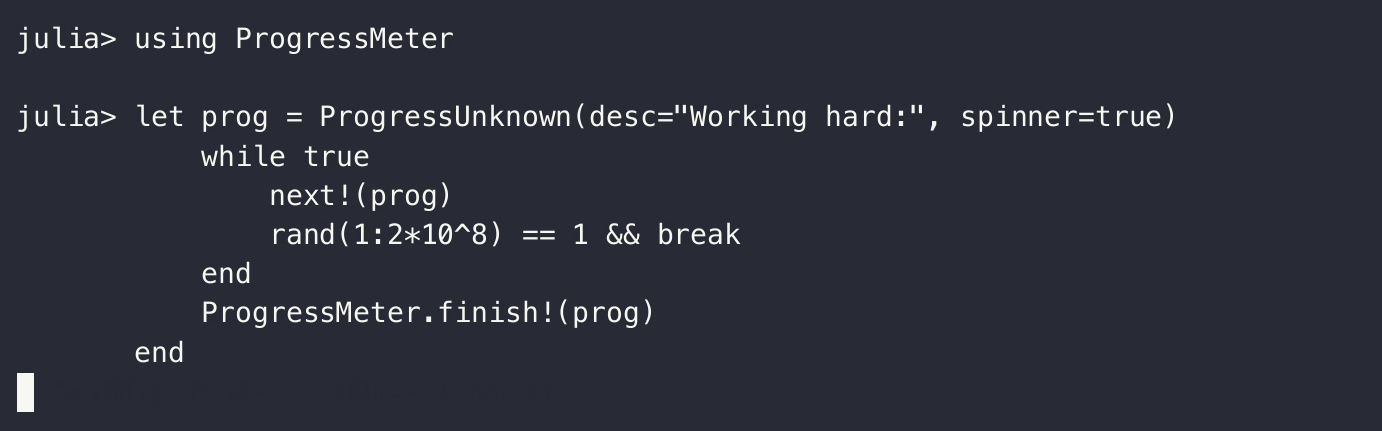 julia> using ProgressMeter
julia> let prog = ProgressUnknown(desc="Working hard:", spinner=true)
           while true
               next!(prog)
               rand(1:2*10^8) == 1 && break
           end
           ProgressMeter.finish!(prog)
       end